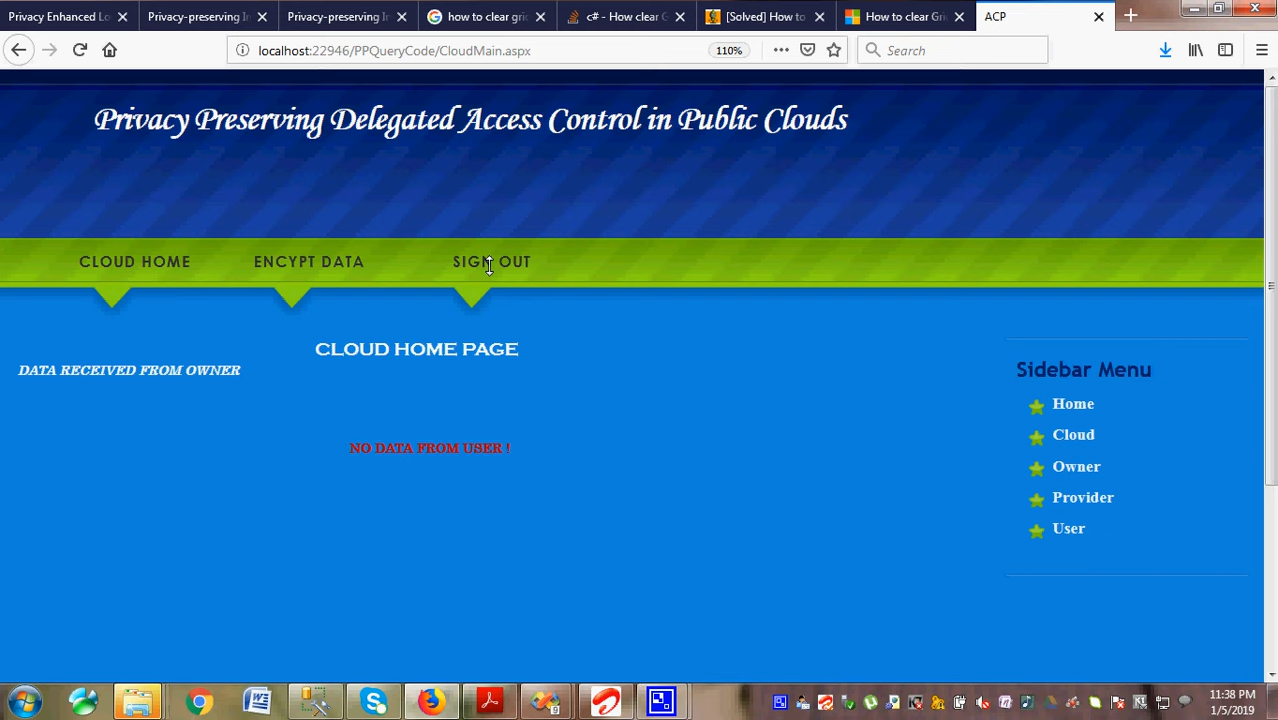 Privacy Enhanced Lo
Privacy-preserving In
Privacy-preserving In
how to clear grid
c# - How clear G
[Solved] How to
How to clear Gri
ACP
localhost:22946/PPQueryCode/CloudMain.aspx
110%
Search
Privacy Preserving Delegated Access Control in Public Clouds
CLOUD HOME
ENCYPT DATA
SIGN OUT
CLOUD HOME PAGE
DATA RECEIVED FROM OWNER
NO DATA FROM USER !
Sidebar Menu
Home
Cloud
Owner
Provider
User
11:38 PM
1/5/2019